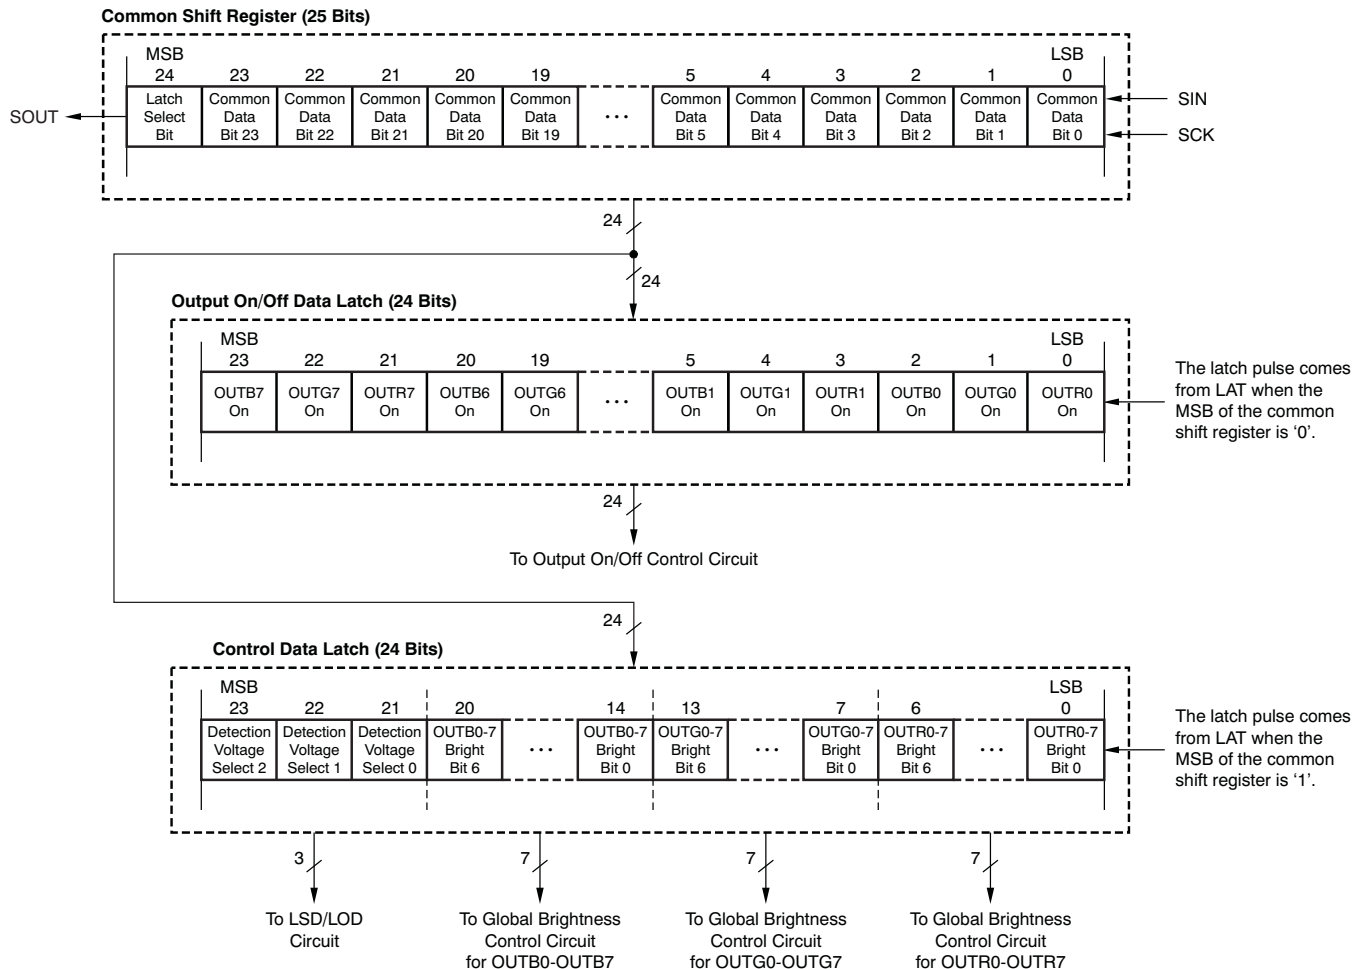 Common Shift Register (25 Bits)
MSB LSB
24 23 22 21 20 19 5 4 3 2 1 0
Latch Select Bit
Common Data Bit 23
Common Data Bit 22
Common Data Bit 21
Common Data Bit 20
Common Data Bit 19
...
Common Data Bit 5
Common Data Bit 4
Common Data Bit 3
Common Data Bit 2
Common Data Bit 1
Common Data Bit 0
SOUT
SIN
SCK
24
24
Output On/Off Data Latch (24 Bits)
MSB LSB
23 22 21 20 19 5 4 3 2 1 0
OUTB7 On
OUTG7 On
OUTR7 On
OUTB6 On
OUTG6 On
...
OUTB1 On
OUTG1 On
OUTR1 On
OUTB0 On
OUTG0 On
OUTR0 On
The latch pulse comes
from LAT when the
MSB of the common
shift register is ‘0’.
24
To Output On/Off Control Circuit
24
Control Data Latch (24 Bits)
MSB LSB
23 22 21 20 14 13 7 6 0
Detection Voltage Select 2
Detection Voltage Select 1
Detection Voltage Select 0
OUTB0-7 Bright Bit 6
...
OUTB0-7 Bright Bit 0
OUTG0-7 Bright Bit 6
...
OUTG0-7 Bright Bit 0
OUTR0-7 Bright Bit 6
...
OUTR0-7 Bright Bit 0
The latch pulse comes
from LAT when the
MSB of the common
shift register is ‘1’.
3 7 7 7
To LSD/LOD
Circuit
To Global Brightness
Control Circuit
for OUTB0-OUTB7
To Global Brightness
Control Circuit
for OUTG0-OUTG7
To Global Brightness
Control Circuit
for OUTR0-OUTR7